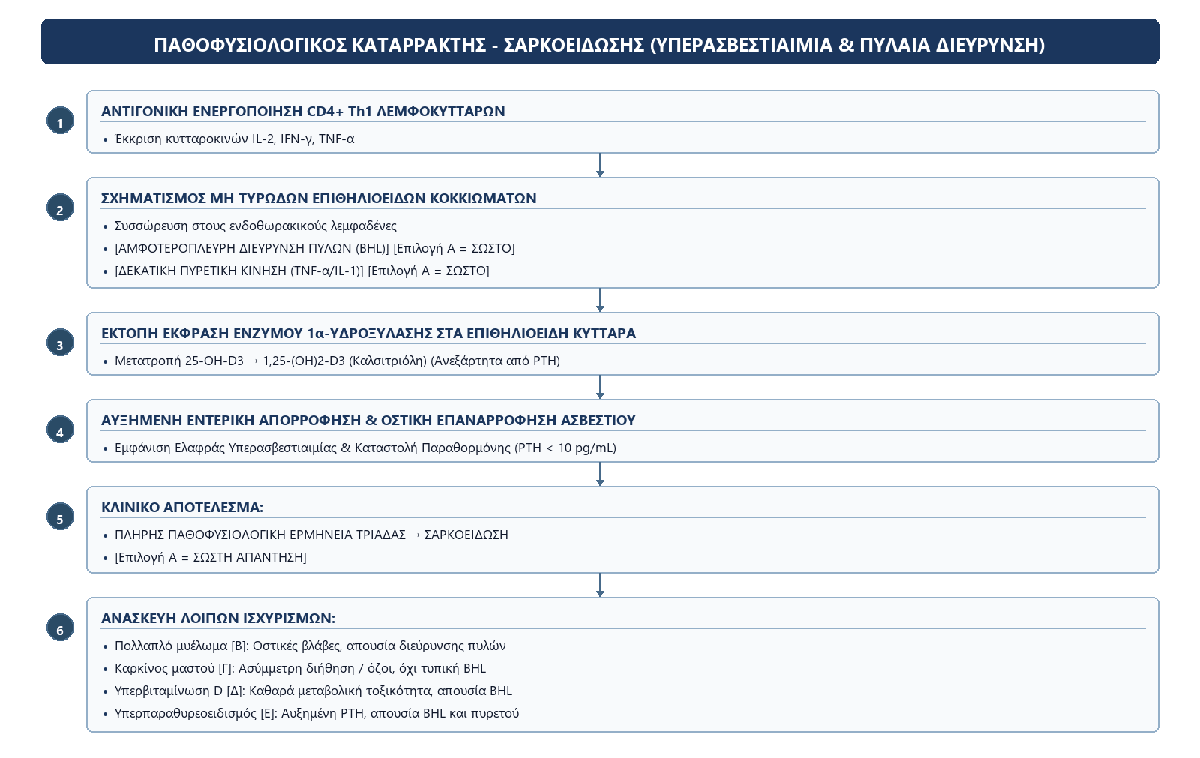 ΠΑΘΟΦΥΣΙΟΛΟΓΙΚΟΣ ΚΑΤΑΡΡΑΚΤΗΣ - ΣΑΡΚΟΕΙΔΩΣΗΣ (ΥΠΕΡΑΣΒΕΣΤΙΑΙΜΙΑ & ΠΥΛΑΙΑ ΔΙΕΥΡΥΝΣΗ)
1
ΑΝΤΙΓΟΝΙΚΗ ΕΝΕΡΓΟΠΟΙΗΣΗ CD4+ Th1 ΛΕΜΦΟΚΥΤΤΑΡΩΝ
• Έκκριση κυτταροκινών IL-2, IFN-γ, TNF-α
2
ΣΧΗΜΑΤΙΣΜΟΣ ΜΗ ΤΥΡΩΔΩΝ ΕΠΙΘΗΛΙΟΕΙΔΩΝ ΚΟΚΚΙΩΜΑΤΩΝ
• Συσσώρευση στους ενδοθωρακικούς λεμφαδένες
• [ΑΜΦΟΤΕΡΟΠΛΕΥΡΗ ΔΙΕΥΡΥΝΣΗ ΠΥΛΩΝ (BHL)] [Επιλογή Α = ΣΩΣΤΟ]
• [ΔΕΚΑΤΙΚΗ ΠΥΡΕΤΙΚΗ ΚΙΝΗΣΗ (TNF-α/IL-1)] [Επιλογή Α = ΣΩΣΤΟ]
3
ΕΚΤΟΠΗ ΕΚΦΡΑΣΗ ΕΝΖΥΜΟΥ 1α-ΥΔΡΟΞΥΛΑΣΗΣ ΣΤΑ ΕΠΙΘΗΛΙΟΕΙΔΗ ΚΥΤΤΑΡΑ
• Μετατροπή 25-OH-D3 → 1,25-(OH)2-D3 (Καλσιτριόλη) (Ανεξάρτητα από PTH)
4
ΑΥΞΗΜΕΝΗ ΕΝΤΕΡΙΚΗ ΑΠΟΡΡΟΦΗΣΗ & ΟΣΤΙΚΗ ΕΠΑΝΑΡΡΟΦΗΣΗ ΑΣΒΕΣΤΙΟΥ
• Εμφάνιση Ελαφράς Υπερασβεστιαιμίας & Καταστολή Παραθορμόνης (PTH < 10 pg/mL)
5
ΚΛΙΝΙΚΟ ΑΠΟΤΕΛΕΣΜΑ:
• ΠΛΗΡΗΣ ΠΑΘΟΦΥΣΙΟΛΟΓΙΚΗ ΕΡΜΗΝΕΙΑ ΤΡΙΑΔΑΣ → ΣΑΡΚΟΕΙΔΩΣΗ
• [Επιλογή Α = ΣΩΣΤΗ ΑΠΑΝΤΗΣΗ]
6
ΑΝΑΣΚΕΥΗ ΛΟΙΠΩΝ ΙΣΧΥΡΙΣΜΩΝ:
• Πολλαπλό μυέλωμα [Β]: Οστικές βλάβες, απουσία διεύρυνσης πυλών
• Καρκίνος μαστού [Γ]: Ασύμμετρη διήθηση / όζοι, όχι τυπική BHL
• Υπερβιταμίνωση D [Δ]: Καθαρά μεταβολική τοξικότητα, απουσία BHL
• Υπερπαραθυρεοειδισμός [Ε]: Αυξημένη PTH, απουσία BHL και πυρετού